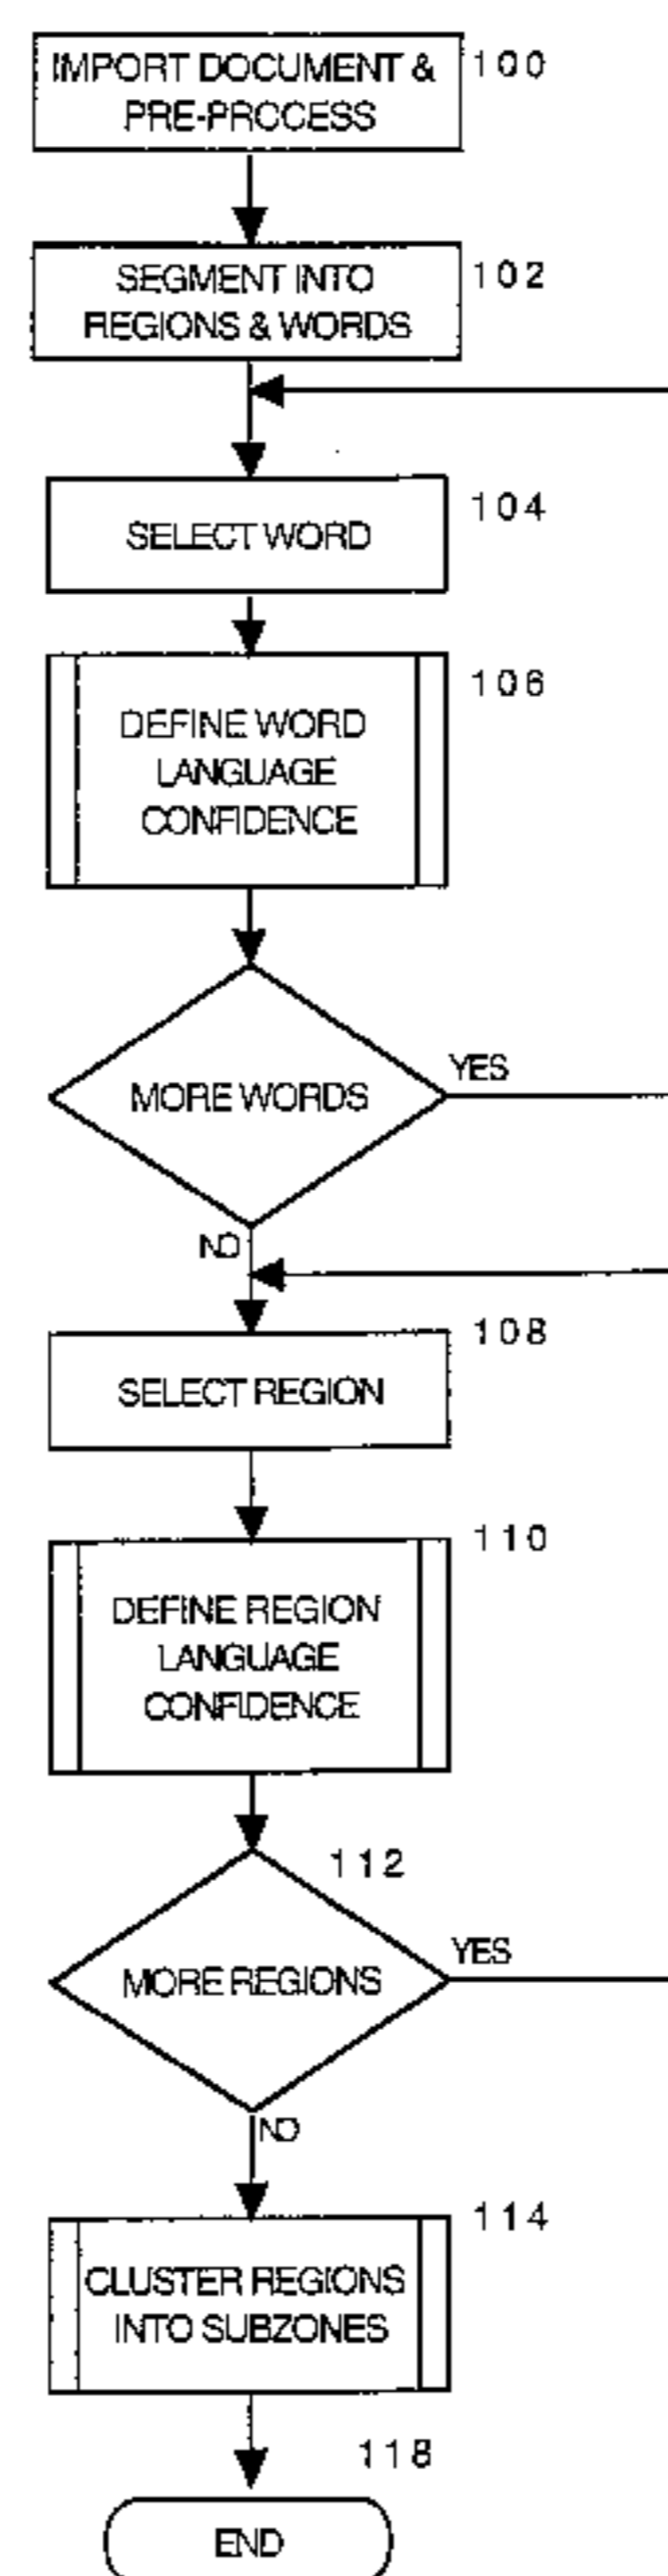 IMPORT DOCUMENT &
PRE-PROCCESS
100
SEGMENT INTO
REGIONS & WORDS
102
SELECT WORD
104
DEFINE WORD
LANGUAGE
CONFIDENCE
106
MORE WORDS
YES
NO
SELECT REGION
108
DEFINE REGION
LANGUAGE
CONFIDENCE
110
112
MORE REGIONS
YES
NO
CLUSTER REGIONS
INTO SUBZONES
114
118
END